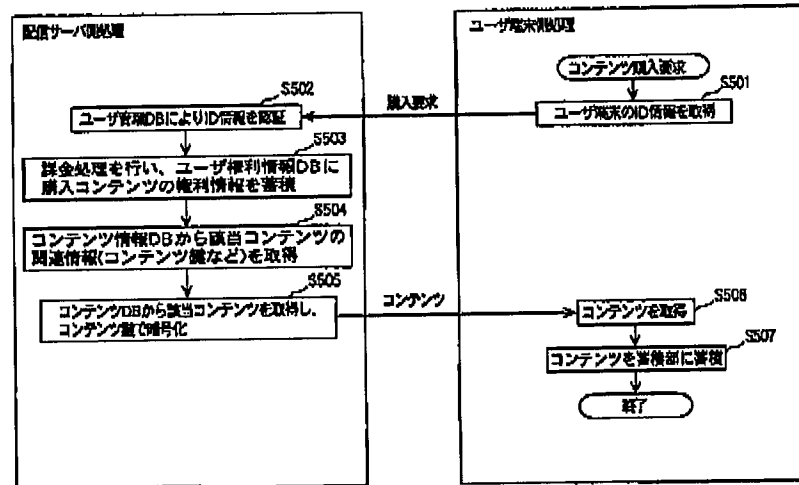 配信サーバ側処理
S502
ユーザ管理DBによりID情報を認証
S503
課金処理を行い、ユーザ権利情報DBに
購入コンテンツの権利情報を蓄積
S504
コンテンツ情報DBから該当コンテンツの
関連情報(コンテンツ鍵など)を取得
S505
コンテンツDBから該当コンテンツを取得し、
コンテンツ鍵で暗号化
購入要求
コンテンツ
ユーザ端末側処理
コンテンツ購入要求
S501
ユーザ端末のID情報を取得
S506
コンテンツを取得
S507
コンテンツを蓄積部に蓄積
終了